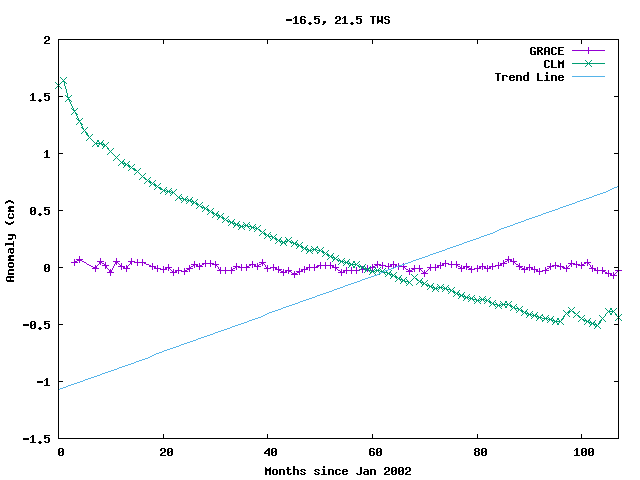 -16.5, 21.5 TWS
GRACE
CLM
Trend Line
2
1.5
1
0.5
0
-0.5
-1
-1.5
Anomaly (cm)
0 20 40 60 80 100
Months since Jan 2002